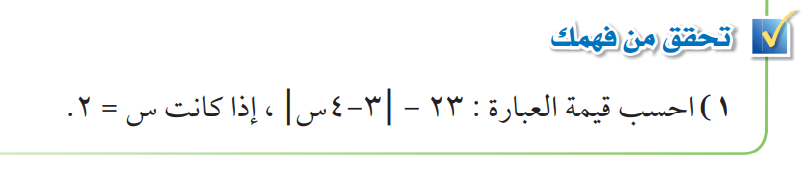 تحقق من فهمك
١) احسب قيمة العبارة : ٢٣ – |٣–٤س| ، إذا كانت س = ٢.